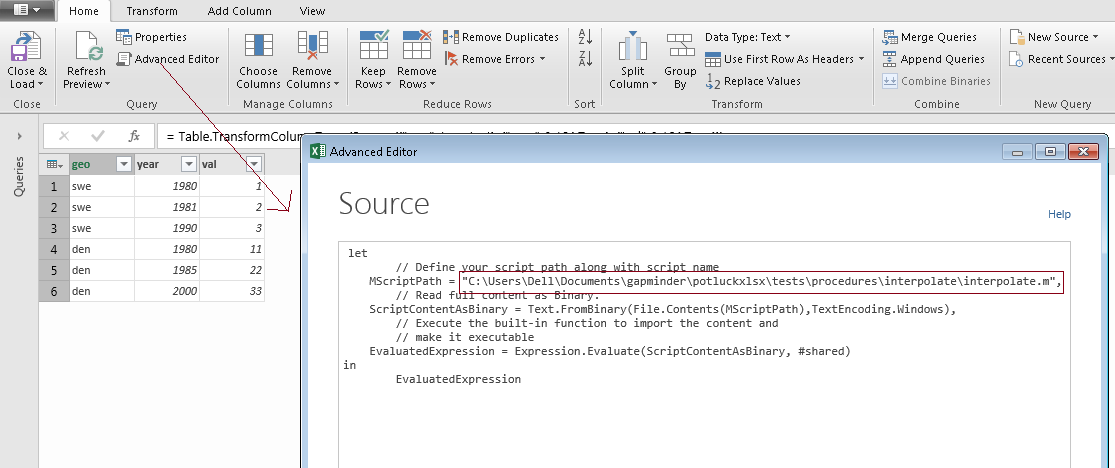 Home Transform Add Column View
Close & Load
Refresh Preview
Properties
Advanced Editor
Choose Columns
Remove Columns
Keep Rows
Remove Rows
Remove Duplicates
Remove Errors
A Z
Z A
Split Column
Group By
Data Type: Text
Use First Row As Headers
1 2 Replace Values
Merge Queries
Append Queries
Combine Binaries
New Source
Recent Sources
Close Query Manage Columns Reduce Rows Sort Transform Combine New Query
Queries
fx = Table.TransformColumn
geo year val
1 swe 1980 1
2 swe 1981 2
3 swe 1990 3
4 den 1980 11
5 den 1985 22
6 den 2000 33
Advanced Editor
Source
Help
let
// Define your script path along with script name
MScriptPath = "C:\Users\Dell\Documents\gapminder\potluckxlsx\tests\procedures\interpolate\interpolate.m",
// Read full content as Binary.
ScriptContentAsBinary = Text.FromBinary(File.Contents(MScriptPath),TextEncoding.Windows),
// Execute the built-in function to import the content and
// make it executable
EvaluatedExpression = Expression.Evaluate(ScriptContentAsBinary, #shared)
in
EvaluatedExpression